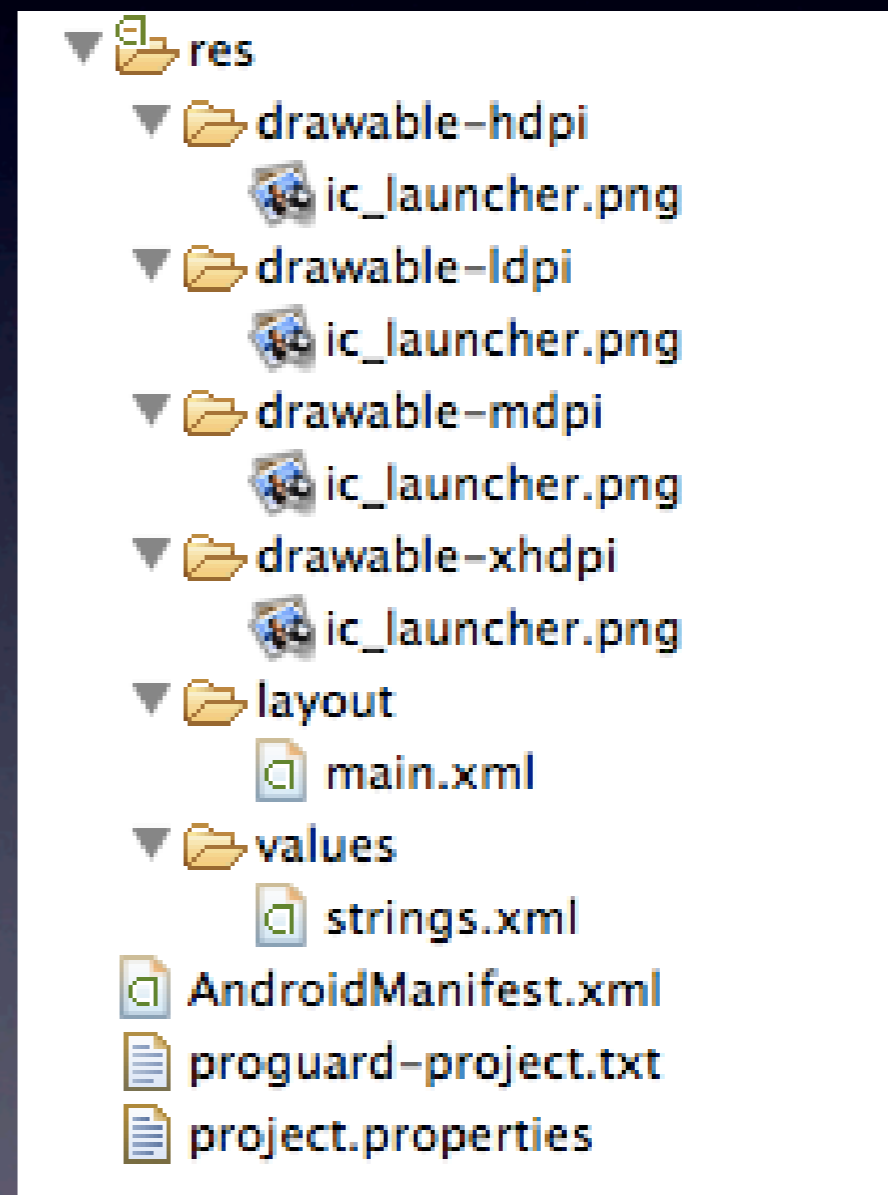 res
drawable-hdpi
ic_launcher.png
drawable-ldpi
ic_launcher.png
drawable-mdpi
ic_launcher.png
drawable-xhdpi
ic_launcher.png
layout
main.xml
values
strings.xml
AndroidManifest.xml
proguard-project.txt
project.properties